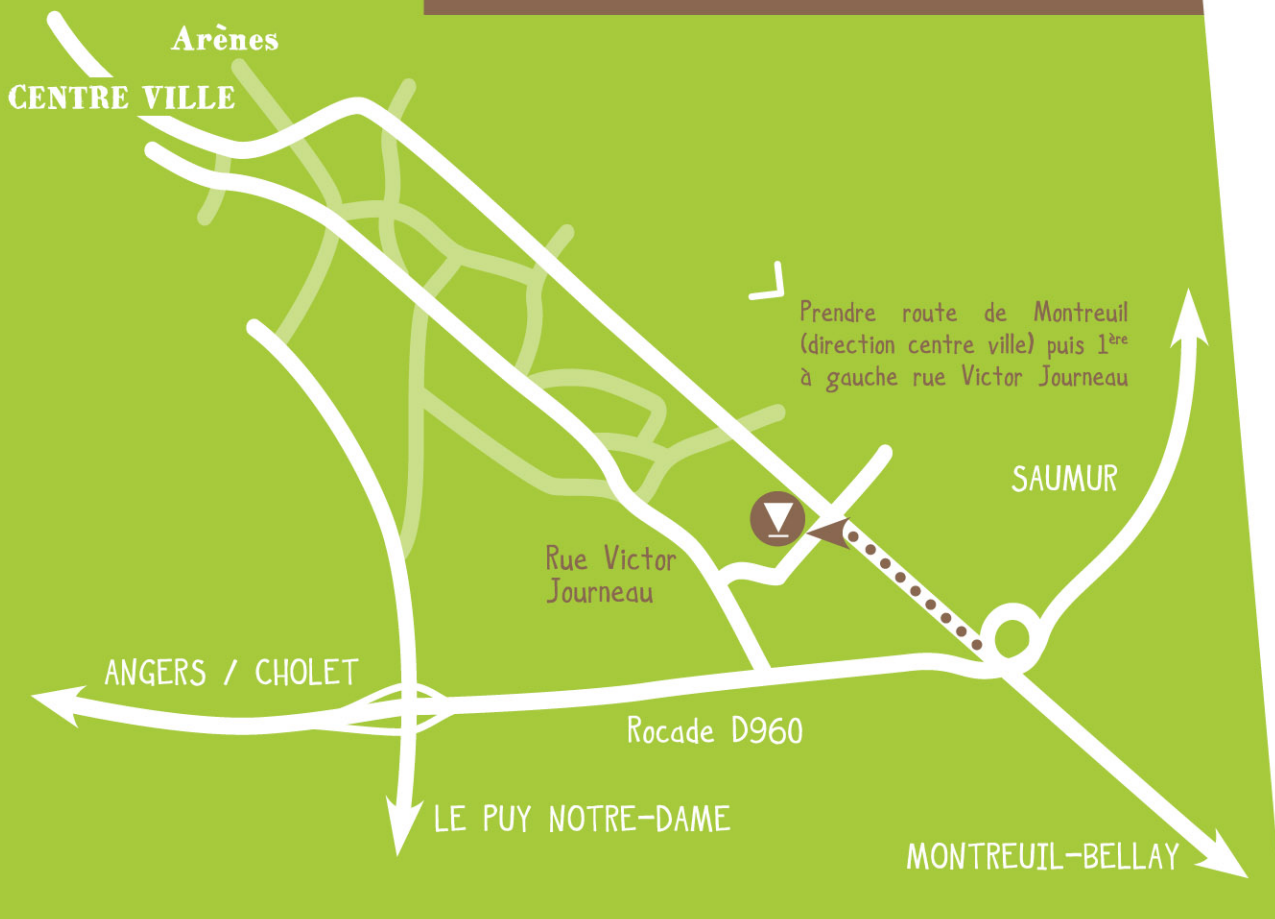 Arènes
CENTRE VILLE
Prendre route de Montreuil
(direction centre ville) puis 1ère
à gauche rue Victor Journeau
SAUMUR
Rue Victor
Journeau
ANGERS / CHOLET
Rocade D960
LE PUY NOTRE-DAME
MONTREUIL-BELLAY